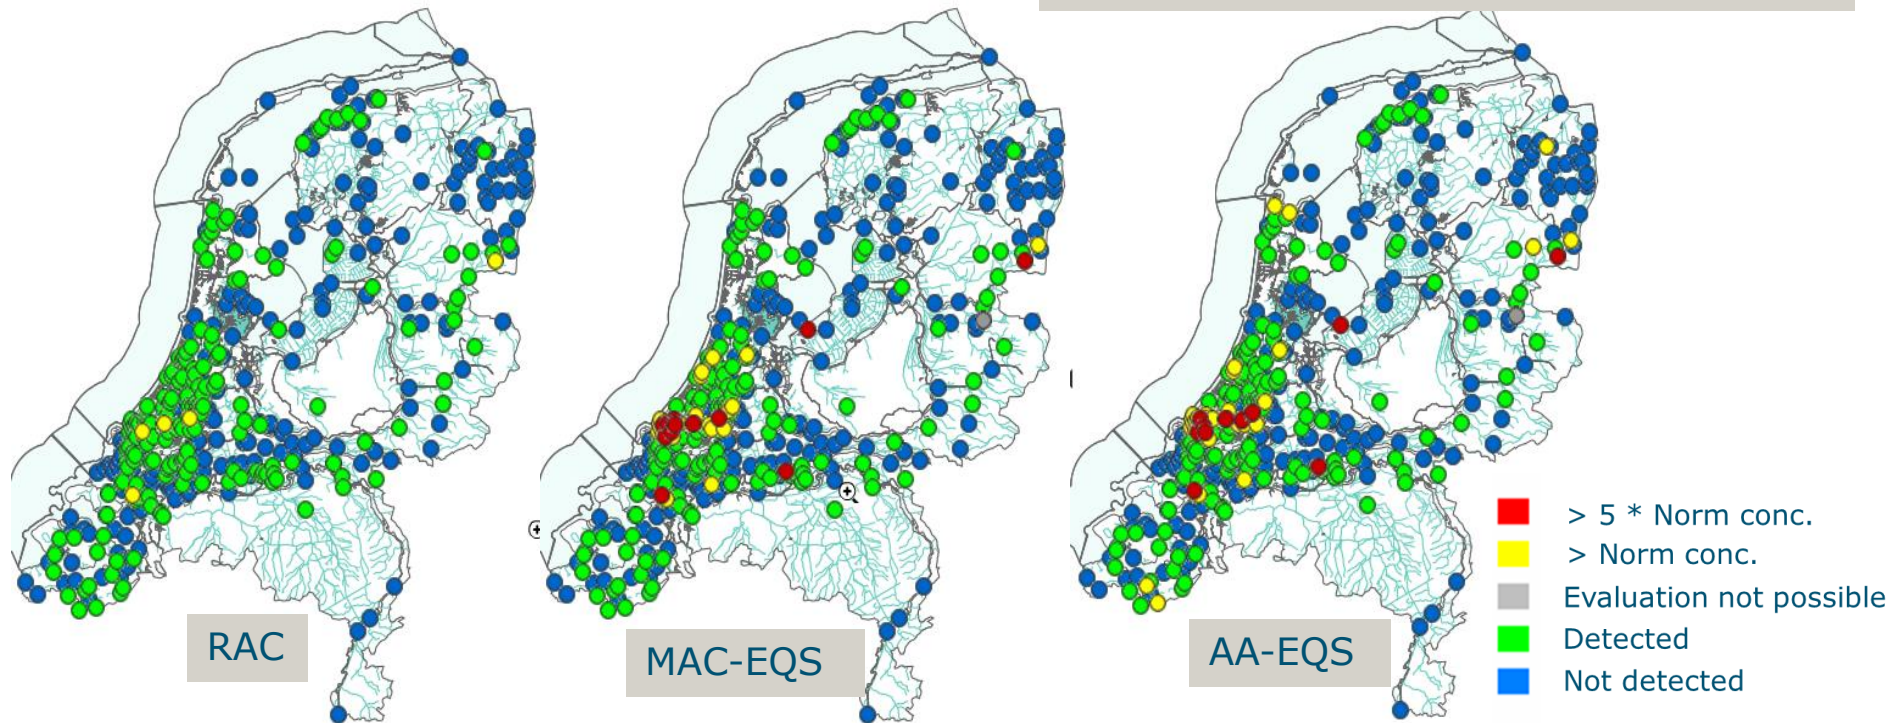 RAC
MAC-EQS
AA-EQS
> 5 * Norm conc.
> Norm conc.
Evaluation not possible
Detected
Not detected